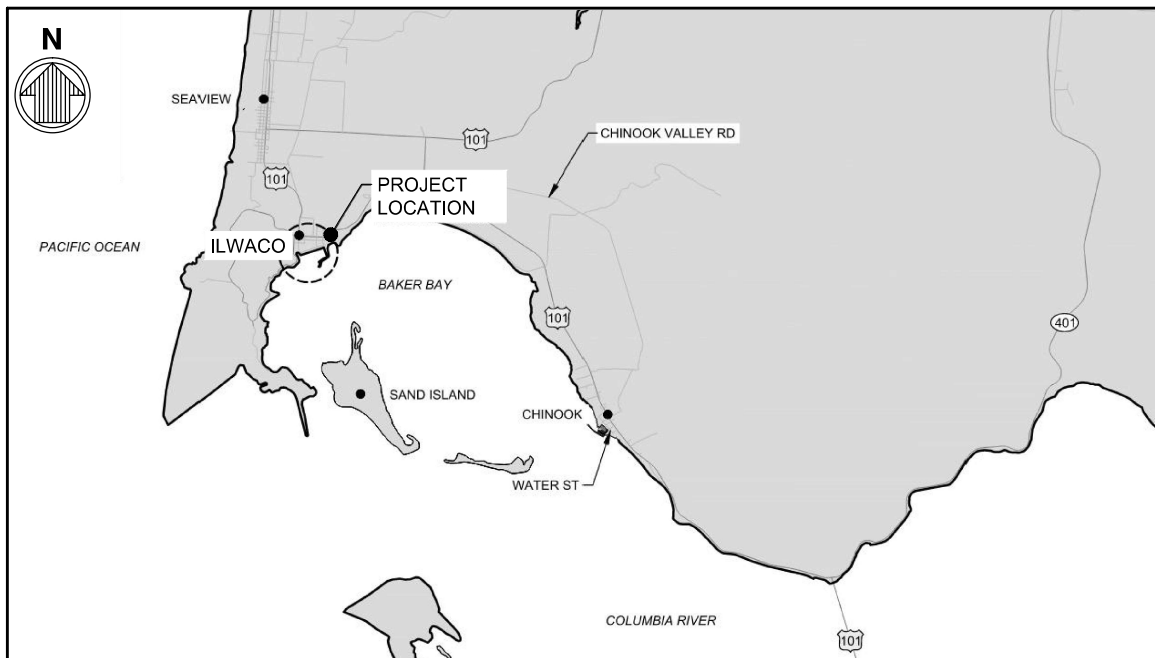 N
SEAVIEW
101
CHINOOK VALLEY RD
101
PROJECT
LOCATION
PACIFIC OCEAN
ILWACO
BAKER BAY
101
401
SAND ISLAND
CHINOOK
WATER ST
COLUMBIA RIVER
101